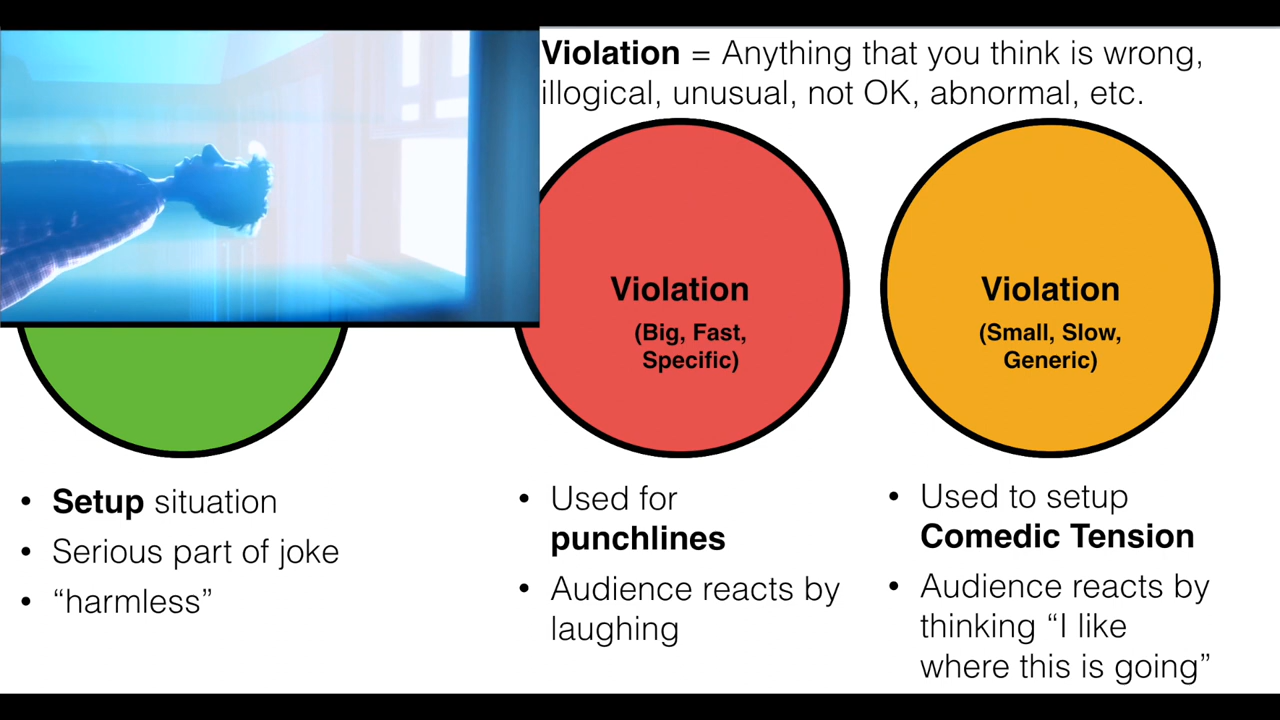 Violation = Anything that you think is wrong,
illogical, unusual, not OK, abnormal, etc.
Violation
(Big, Fast,
Specific)
Violation
(Small, Slow,
Generic)
• Setup situation
• Serious part of joke
• “harmless”
• Used for
punchlines
• Audience reacts by
laughing
• Used to setup
Comedic Tension
• Audience reacts by
thinking “I like
where this is going”